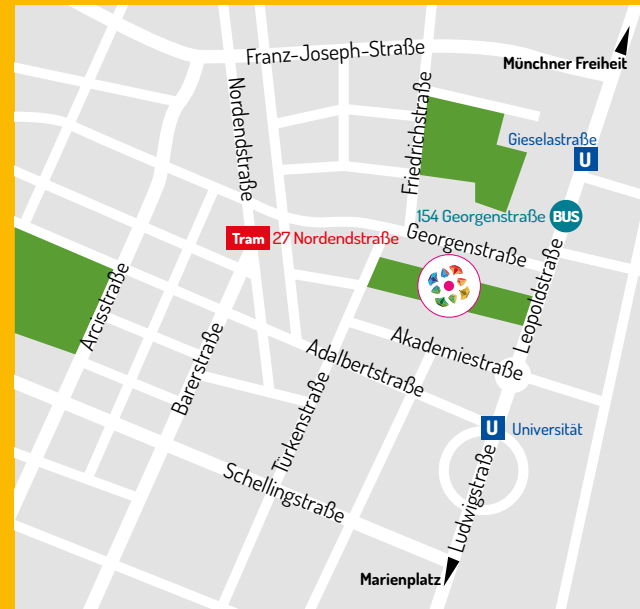 Franz-Joseph-Straße
Münchner Freiheit
Nordendstraße
Friedrichstraße
Gieselastraße
U
154 Georgenstraße BUS
Tram 27 Nordendstraße
Georgenstraße
Leopoldstraße
Arcisstraße
Barerstraße
Adalbertstraße
Akademiestraße
Türkenstraße
U Universität
Schellingstraße
Ludwigstraße
Marienplatz